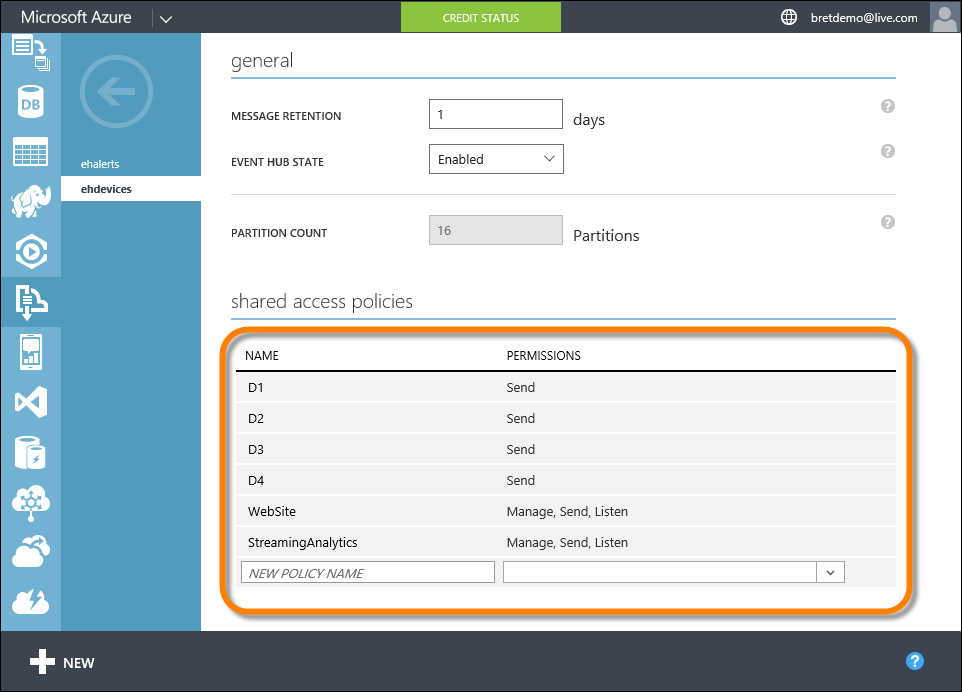 Microsoft Azure
CREDIT STATUS
bretdemo@live.com
DB
ehalerts
ehdevices
general
MESSAGE RETENTION 1 days ?
EVENT HUB STATE Enabled ?
PARTITION COUNT 16 Partitions ?
shared access policies
NAME PERMISSIONS
D1 Send
D2 Send
D3 Send
D4 Send
WebSite Manage, Send, Listen
StreamingAnalytics Manage, Send, Listen
NEW POLICY NAME
NEW ?